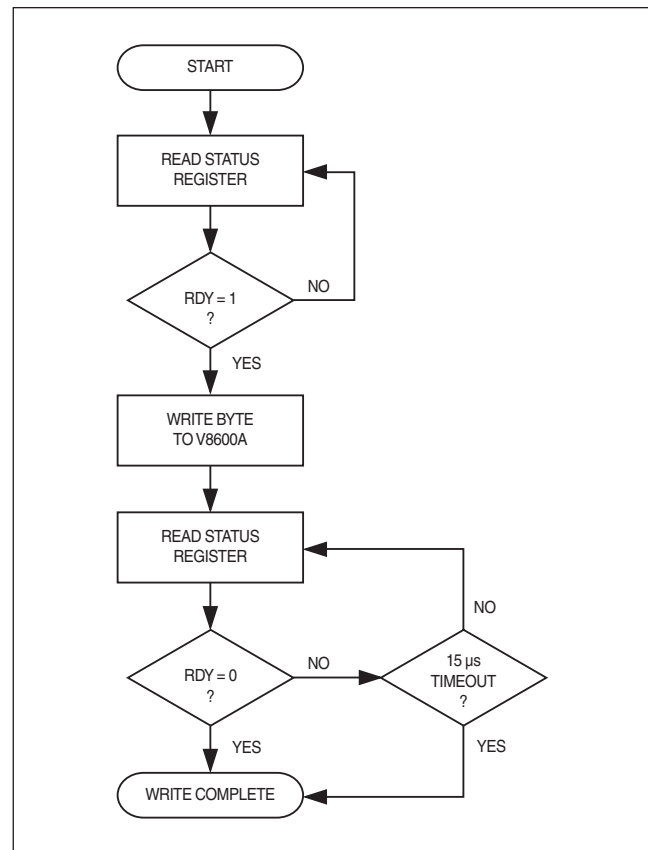 START
READ STATUS
REGISTER
RDY = 1
?
NO
YES
WRITE BYTE
TO V8600A
READ STATUS
REGISTER
NO
RDY = 0
?
NO
15 µs
TIMEOUT
?
YES
YES
WRITE COMPLETE